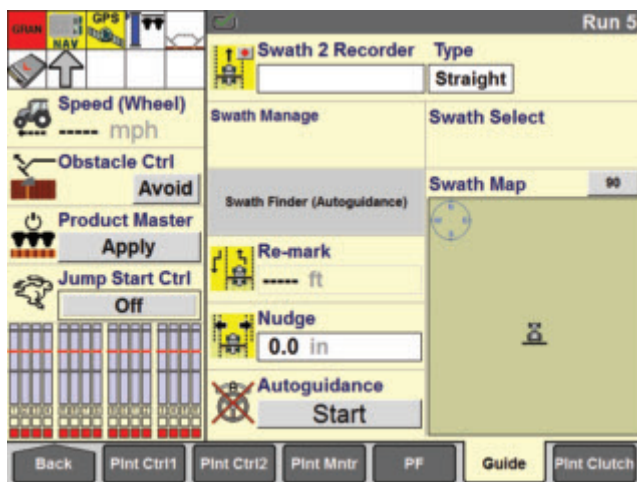 GRAN
NAV
GPS
Run 5
Speed (Wheel)
----- mph
Obstacle Ctrl
Avoid
Product Master
Apply
Jump Start Ctrl
Off
Swath 2 Recorder
Type
Straight
Swath Manage
Swath Select
Swath Finder (Autoguidance)
Swath Map
90
Re-mark
----- ft
Nudge
0.0 in
Autoguidance
Start
Back
Plnt Ctrl1
Plnt Ctrl2
Plnt Mntr
PF
Guide
Plnt Clutch